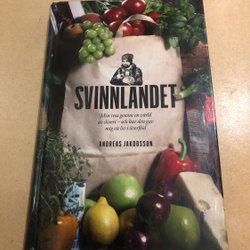 SVINNLANDET
Min resa genom en värld
av slöseri – och hur den gav
mig ett liv i överflöd
ANDREAS JAKOBSSON